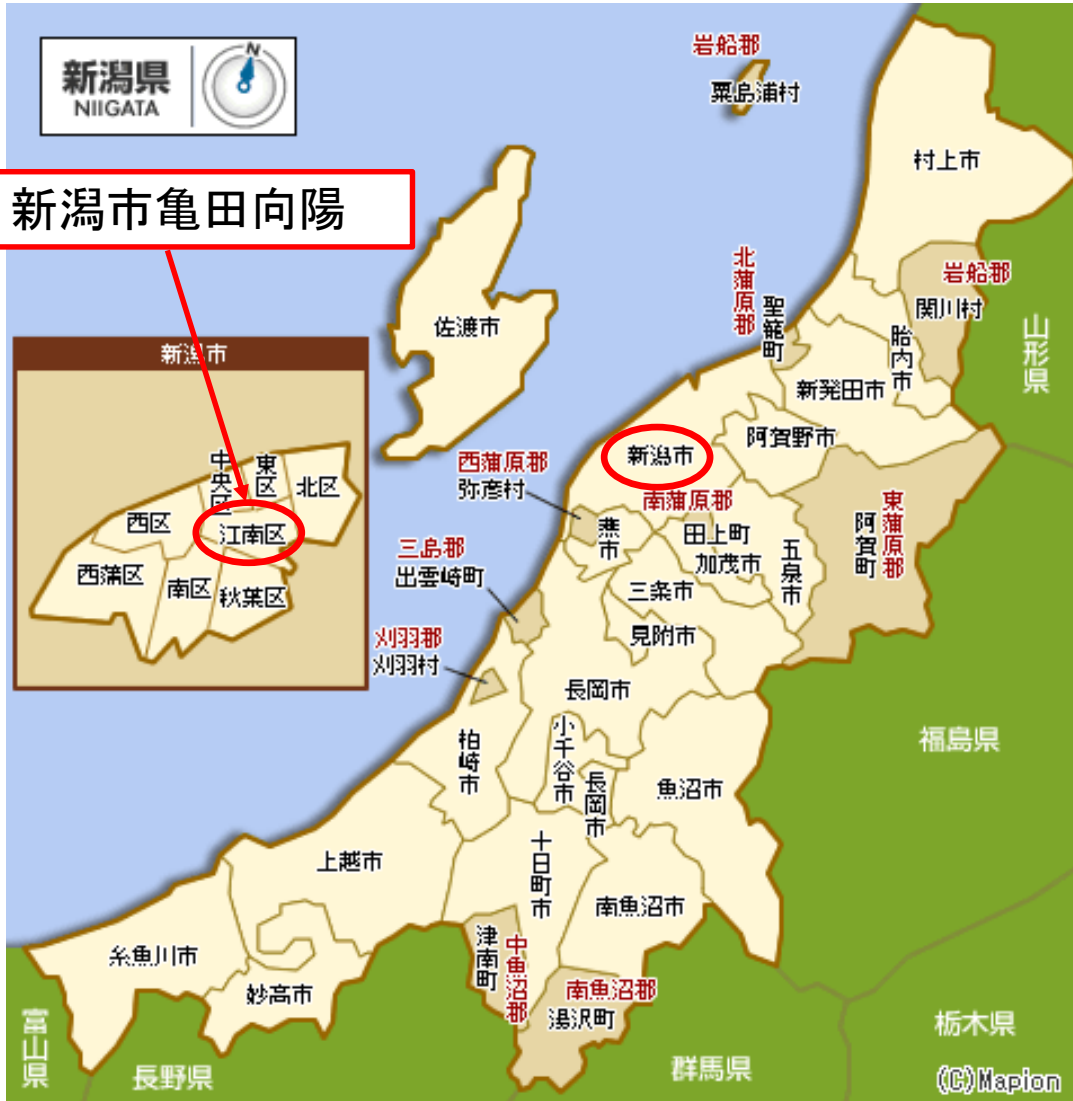 新潟県
NIIGATA
N
岩船郡
粟島浦村
村上市
新潟市亀田向陽
北蒲原郡
聖籠町
岩船郡
関川村
胎内市
山形県
佐渡市
新発田市
新潟市
中央区
東区
北区
西区
江南区
西蒲区
南区
秋葉区
新潟市
阿賀野市
西蒲原郡
弥彦村
南蒲原郡
燕市
田上町
加茂市
五泉市
東蒲原郡
阿賀町
三島郡
出雲崎町
三条市
見附市
刈羽郡
刈羽村
長岡市
柏崎市
小千谷市
長岡市
魚沼市
福島県
上越市
十日町市
南魚沼市
糸魚川市
妙高市
津南町
中魚沼郡
南魚沼郡
湯沢町
富山県
長野県
群馬県
栃木県
(C)Mapion